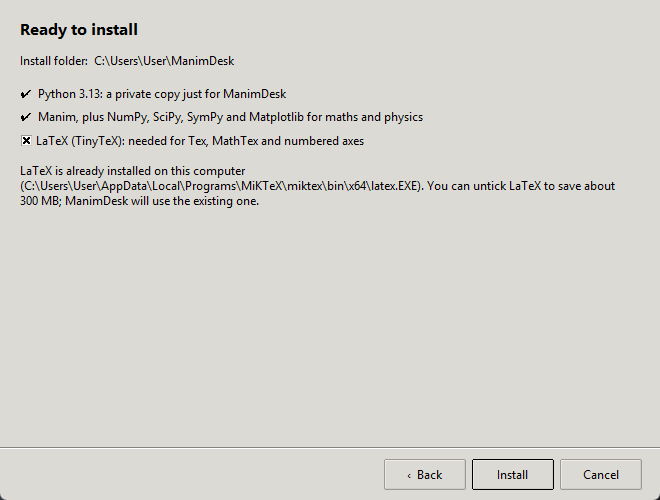 Ready to install
Install folder:  C:\Users\User\ManimDesk
✔ Python 3.13: a private copy just for ManimDesk
✔ Manim, plus NumPy, SciPy, SymPy and Matplotlib for maths and physics
LaTeX (TinyTeX): needed for Tex, MathTex and numbered axes
LaTeX is already installed on this computer
(C:\Users\User\AppData\Local\Programs\MiKTeX\miktex\bin\x64\latex.EXE). You can untick LaTeX to save about
300 MB; ManimDesk will use the existing one.
‹ Back
Install
Cancel